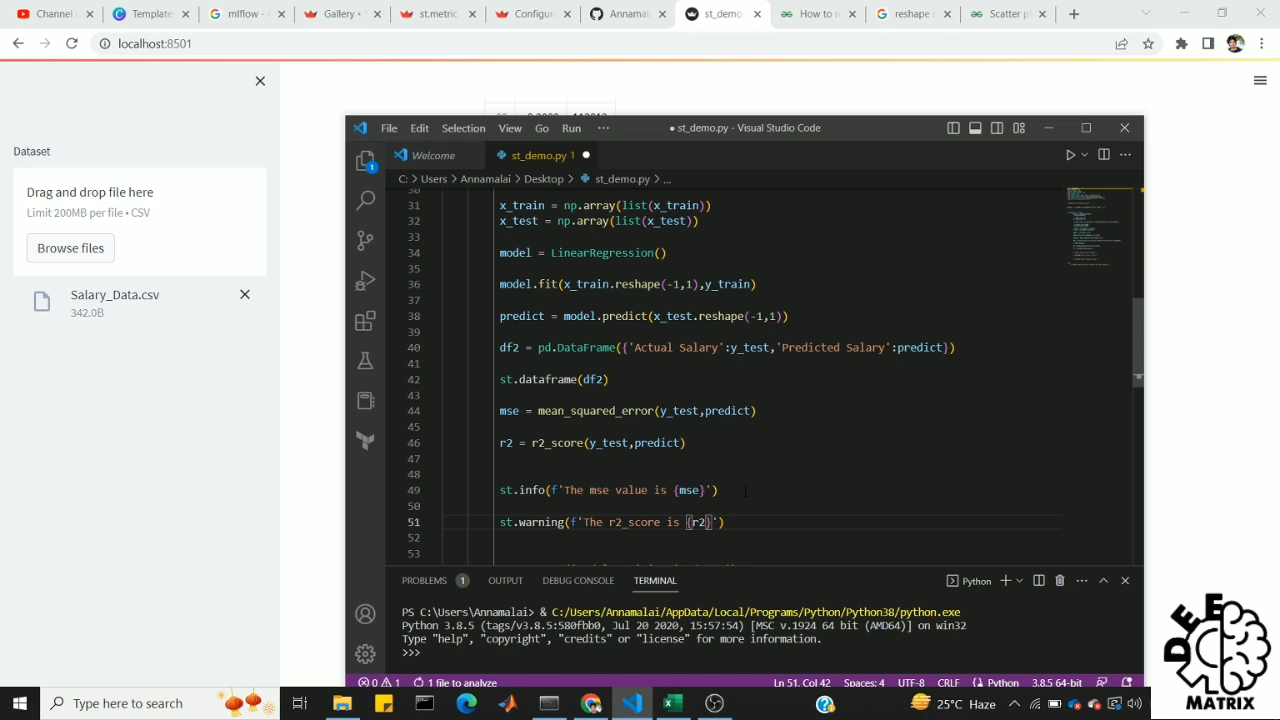 Condu
Template
mlflow - (
Gallery •
st.metric
Configura
Annamal
st_demo
How to re
reshape n
Scatter pl
localhost:8501
Dataset
Drag and drop file here
Limit 200MB per file • CSV
Browse files
Salary_Data.csv
342.0B
File Edit Selection View Go Run ··· ● st_demo.py - Visual Studio Code
Welcome st_demo.py 1 ●
C: > Users > Annamalai > Desktop > st_demo.py > ...
30
31 x_train = np.array(list(x_train))
32 x_test = np.array(list(x_test))
33
34 model = LinearRegression()
35
36 model.fit(x_train.reshape(-1,1),y_train)
37
38 predict = model.predict(x_test.reshape(-1,1))
39
40 df2 = pd.DataFrame({'Actual Salary':y_test,'Predicted Salary':predict})
41
42 st.dataframe(df2)
43
44 mse = mean_squared_error(y_test,predict)
45
46 r2 = r2_score(y_test,predict)
47
48
49 st.info(f'The mse value is {mse}')
50
51 st.warning(f'The r2_score is {r2}')
52
53
PROBLEMS 1 OUTPUT DEBUG CONSOLE TERMINAL Python
PS C:\Users\Annamalai> & C:/Users/Annamalai/AppData/Local/Programs/Python/Python38/python.exe
Python 3.8.5 (tags/v3.8.5:580fbb0, Jul 20 2020, 15:57:54) [MSC v.1924 64 bit (AMD64)] on win32
Type "help", "copyright", "credits" or "license" for more information.
>>>
0 1 1 file to analyze Ln 51, Col 42 Spaces: 4 UTF-8 CRLF Python 3.8.5 64-bit
Type here to search
25°C Haze
DEE
MATRIX